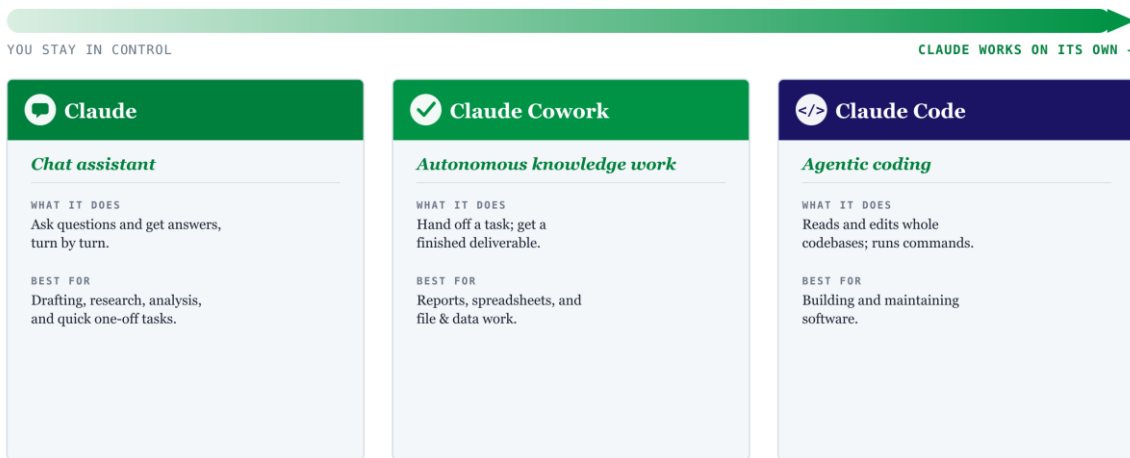 YOU STAY IN CONTROL
CLAUDE WORKS ON ITS OWN
Claude
Chat assistant
WHAT IT DOES
Ask questions and get answers,
turn by turn.
BEST FOR
Drafting, research, analysis,
and quick one-off tasks.
Claude Cowork
Autonomous knowledge work
WHAT IT DOES
Hand off a task; get a
finished deliverable.
BEST FOR
Reports, spreadsheets, and
file & data work.
</> Claude Code
Agentic coding
WHAT IT DOES
Reads and edits whole
codebases; runs commands.
BEST FOR
Building and maintaining
software.